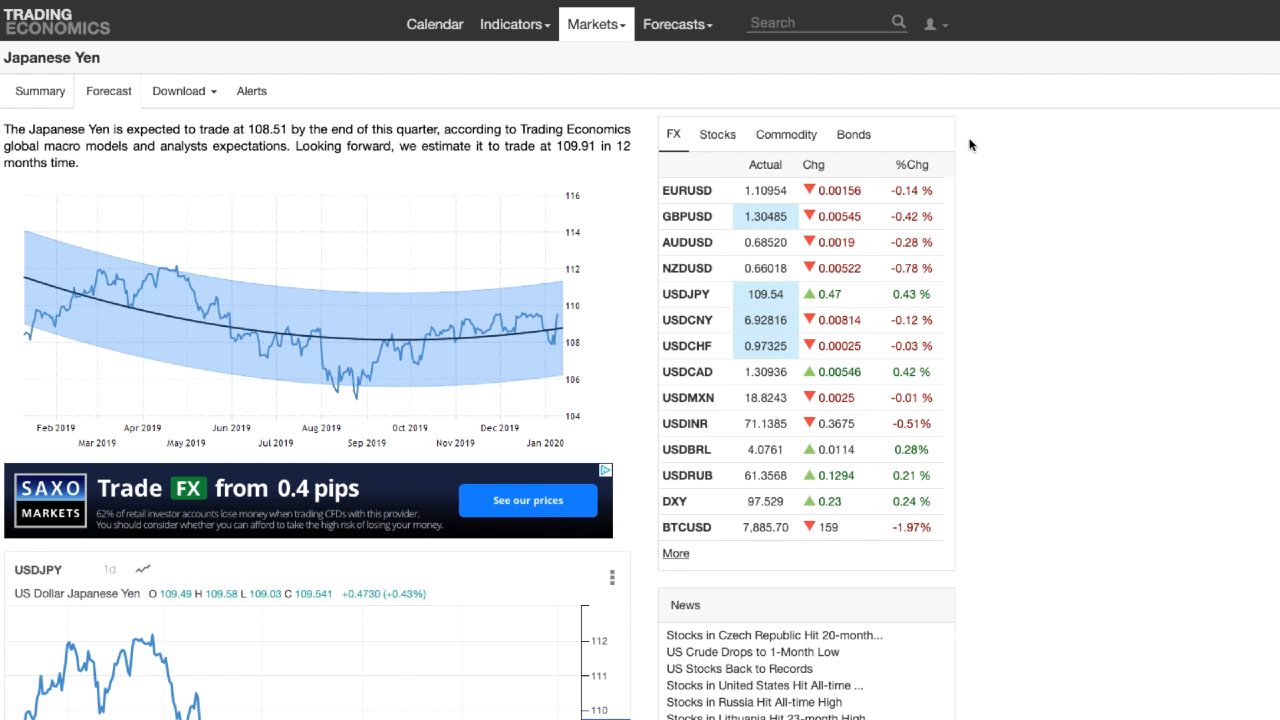 TRADING
ECONOMICS
Calendar Indicators Markets Forecasts Search
Japanese Yen
Summary Forecast Download Alerts
The Japanese Yen is expected to trade at 108.51 by the end of this quarter, according to Trading Economics
global macro models and analysts expectations. Looking forward, we estimate it to trade at 109.91 in 12
months time.
116
114
112
110
108
106
104
Feb 2019 Apr 2019 Jun 2019 Aug 2019 Oct 2019 Dec 2019
Mar 2019 May 2019 Jul 2019 Sep 2019 Nov 2019 Jan 2020
SAXO
MARKETS
Trade FX from 0.4 pips
62% of retail investor accounts lose money when trading CFDs with this provider.
You should consider whether you can afford to take the high risk of losing your money.
See our prices
USDJPY 1d
US Dollar Japanese Yen O 109.49 H 109.58 L 109.03 C 109.541 +0.4730 (+0.43%)
112
111
110
FX Stocks Commodity Bonds
Actual Chg %Chg
EURUSD 1.10954 0.00156 -0.14 %
GBPUSD 1.30485 0.00545 -0.42 %
AUDUSD 0.68520 0.0019 -0.28 %
NZDUSD 0.66018 0.00522 -0.78 %
USDJPY 109.54 0.47 0.43 %
USDCNY 6.92816 0.00814 -0.12 %
USDCHF 0.97325 0.00025 -0.03 %
USDCAD 1.30936 0.00546 0.42 %
USDMXN 18.8243 0.0025 -0.01 %
USDINR 71.1385 0.3675 -0.51%
USDBRL 4.0761 0.0114 0.28%
USDRUB 61.3568 0.1294 0.21 %
DXY 97.529 0.23 0.24 %
BTCUSD 7,885.70 159 -1.97%
More
News
Stocks in Czech Republic Hit 20-month...
US Crude Drops to 1-Month Low
US Stocks Back to Records
Stocks in United States Hit All-time ...
Stocks in Russia Hit All-time High
Stocks in Lithuania Hit 23-month High